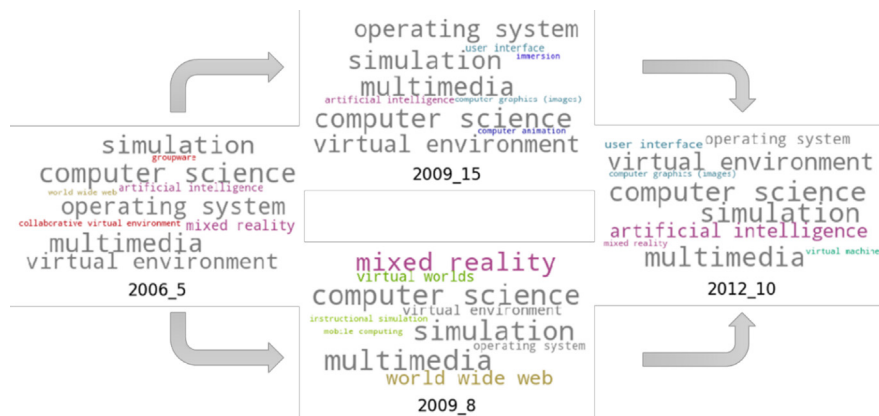 simulation
groupware
computer science
world wide web artificial intelligence
operating system
collaborative virtual environment mixed reality
multimedia
virtual environment
2006_5
operating system
user interface
simulation immersion
multimedia
artificial intelligence computer graphics (images)
computer science
computer animation
virtual environment
2009_15
mixed reality
virtual worlds
computer science
virtual environment
instructional simulation
mobile computing simulation
operating system
multimedia
world wide web
2009_8
user interface operating system
virtual environment
computer graphics (images)
computer science
simulation
artificial intelligence
mixed reality
multimedia virtual machine
2012_10